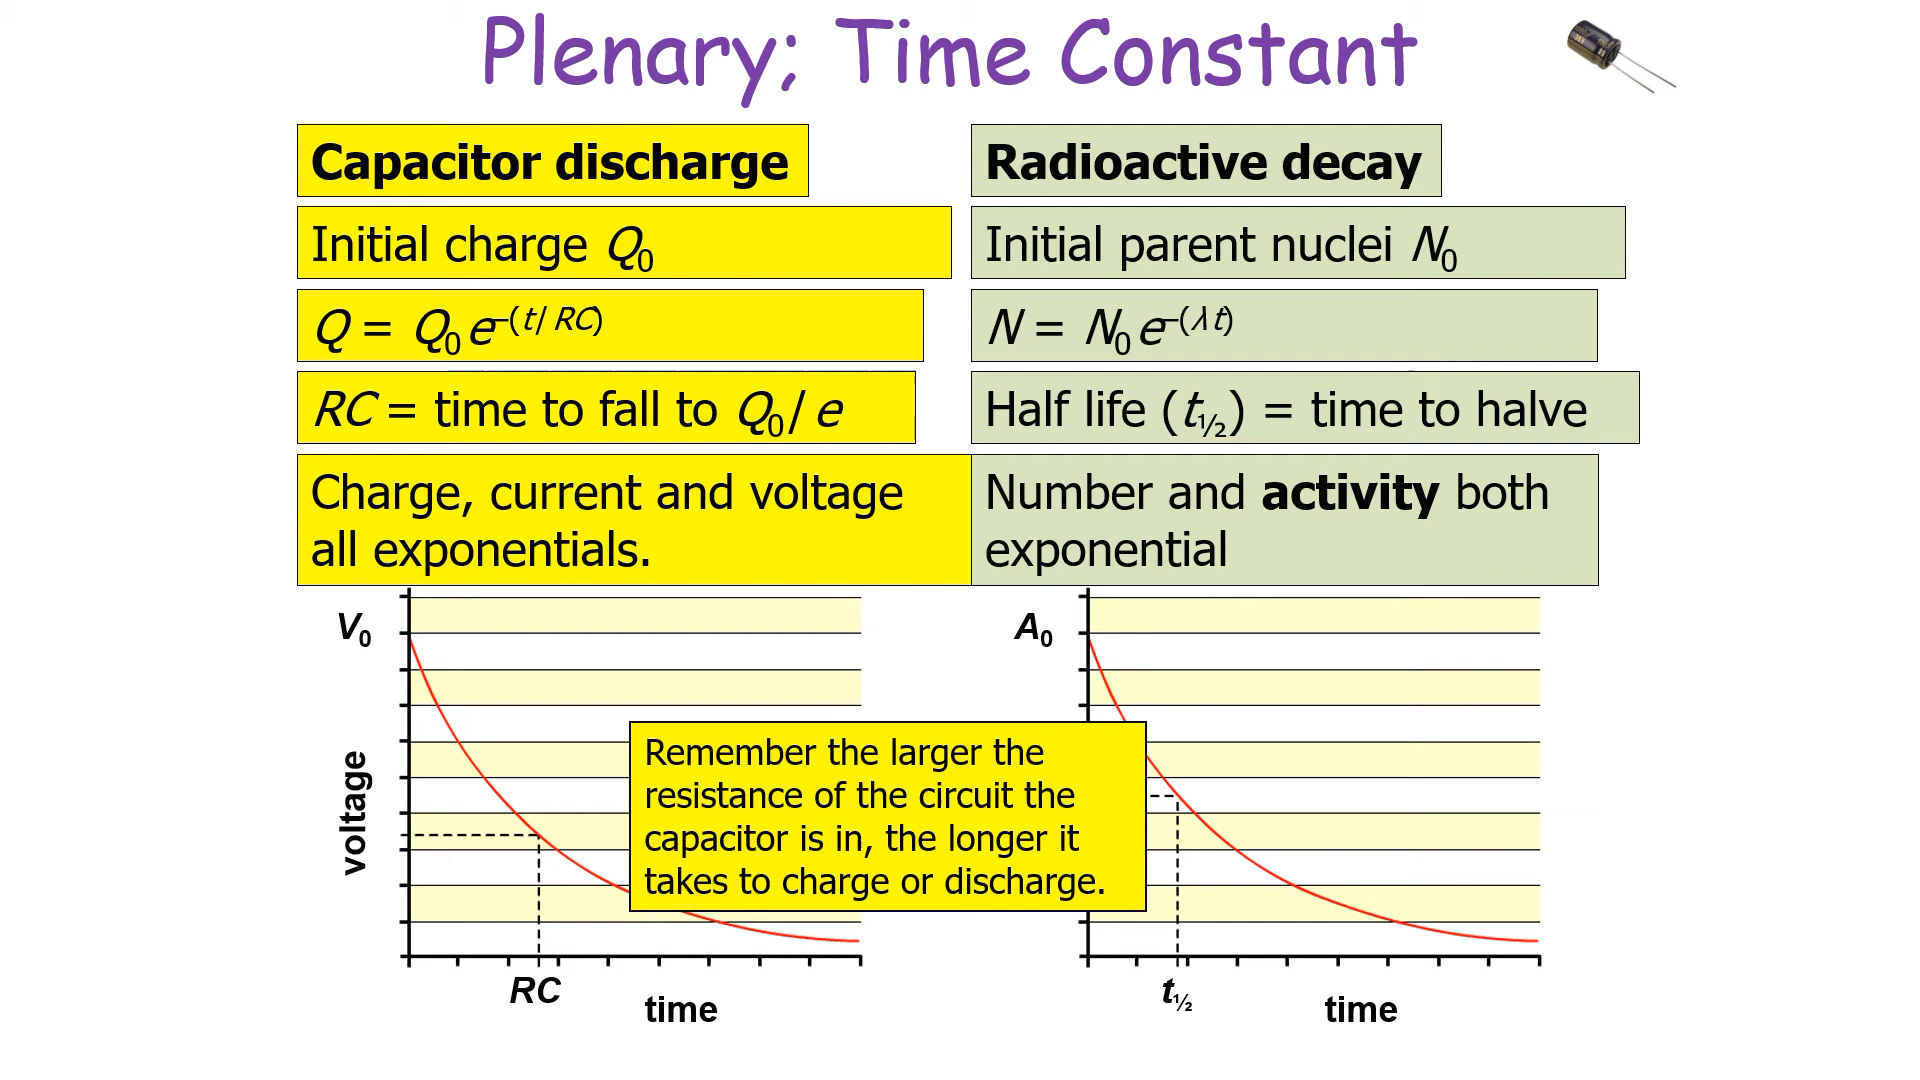 Plenary; Time Constant
Capacitor discharge
Initial charge Q₀
Q = Q₀ e⁻⁽ᵗ/ ᴿᶜ⁾
RC = time to fall to Q₀/ e
Charge, current and voltage
all exponentials.
Radioactive decay
Initial parent nuclei N₀
N = N₀ e^–(λ t)
Half life (t½) = time to halve
Number and activity both
exponential
V₀
voltage
RC
time
Remember the larger the
resistance of the circuit the
capacitor is in, the longer it
takes to charge or discharge.
A₀
t½
time